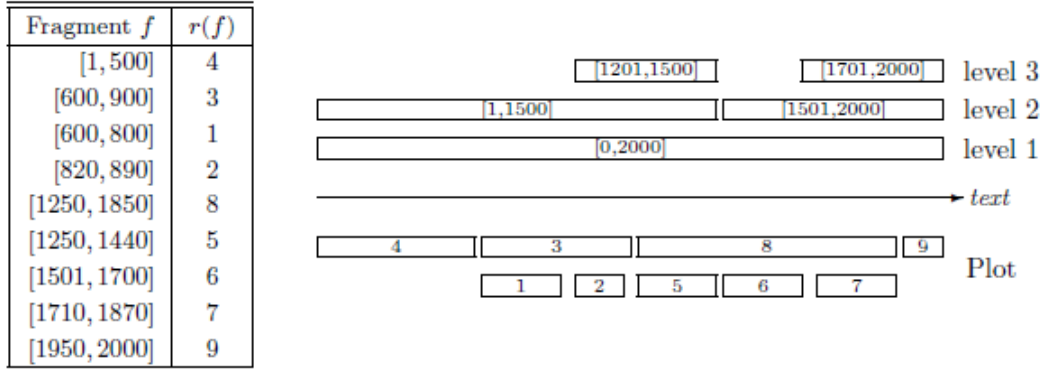 Fragment f r(f)
[1, 500] 4
[600, 900] 3
[600, 800] 1
[820, 890] 2
[1250, 1850] 8
[1250, 1440] 5
[1501, 1700] 6
[1710, 1870] 7
[1950, 2000] 9
[1201,1500] [1701,2000] level 3
[1,1500] [1501,2000] level 2
[0,2000] level 1
text
4 3 8 9
Plot
1 2 5 6 7